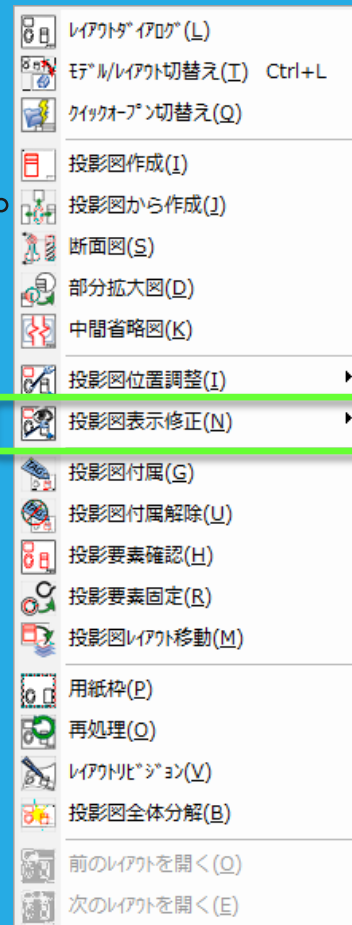 ﾚｲｱｳﾄﾀﾞｲｱﾛｸﾞ(L)
ﾓﾃﾞﾙ/ﾚｲｱｳﾄ切替え(T) Ctrl+L
ｸｲｯｸｵｰﾌﾟﾝ切替え(Q)
投影図作成(I)
投影図から作成(J)
断面図(S)
部分拡大図(D)
中間省略図(K)
投影図位置調整(I)
投影図表示修正(N)
投影図付属(G)
投影図付属解除(U)
投影要素確認(H)
投影要素固定(R)
投影図ﾚｲｱｳﾄ移動(M)
用紙枠(P)
再処理(O)
ﾚｲｱｳﾄﾘﾋﾞｼﾞｮﾝ(V)
投影図全体分解(B)
前のﾚｲｱｳﾄを開く(O)
次のﾚｲｱｳﾄを開く(E)